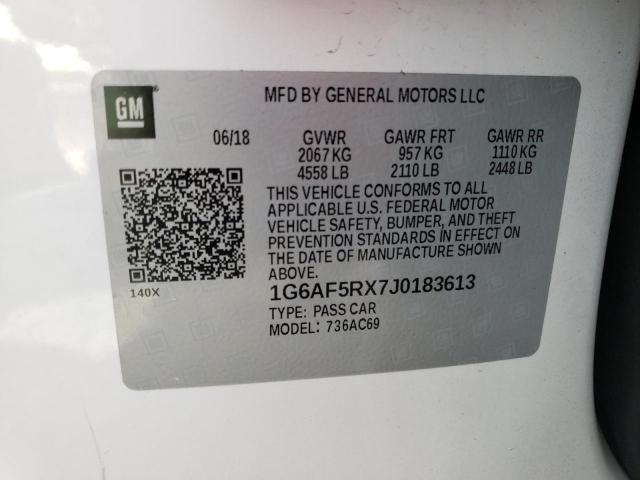 GM
MFD BY GENERAL MOTORS LLC
06/18 GVWR GAWR FRT GAWR RR
2067 KG 957 KG 1110 KG
4558 LB 2110 LB 2448 LB
THIS VEHICLE CONFORMS TO ALL
APPLICABLE U.S. FEDERAL MOTOR
VEHICLE SAFETY, BUMPER, AND THEFT
PREVENTION STANDARDS IN EFFECT ON
THE DATE OF MANUFACTURE SHOWN
ABOVE.
140X
1G6AF5RX7J0183613
TYPE: PASS CAR
MODEL: 736AC69